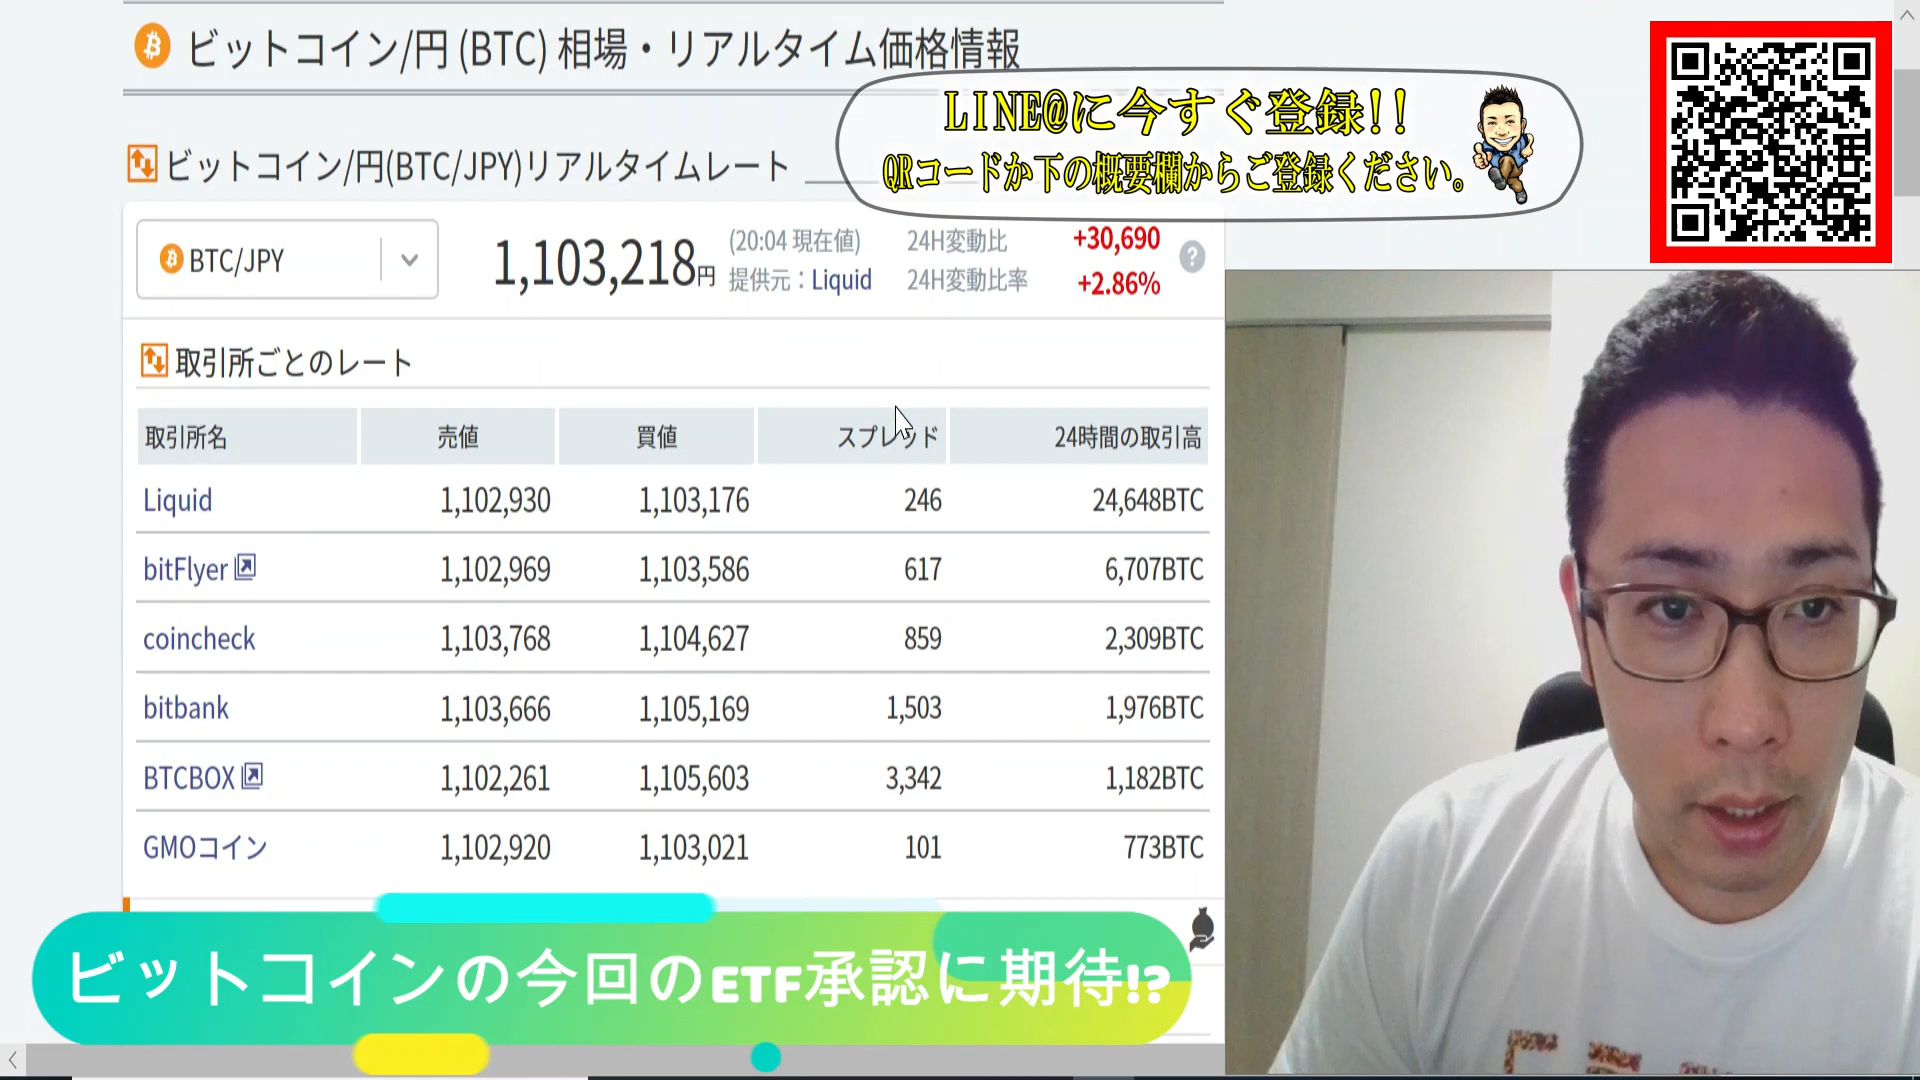 ビットコイン/円 (BTC) 相場・リアルタイム価格情報
LINE@に今すぐ登録!!
QRコードか下の概要欄からご登録ください。
ビットコイン/円(BTC/JPY)リアルタイムレート
BTC/JPY
1,103,218円
(20:04 現在値)
提供元：Liquid
24H変動比 +30,690
24H変動比率 +2.86%
?
取引所ごとのレート
取引所名 売値 買値 スプレッド 24時間の取引高
Liquid 1,102,930 1,103,176 246 24,648BTC
bitFlyer 1,102,969 1,103,586 617 6,707BTC
coincheck 1,103,768 1,104,627 859 2,309BTC
bitbank 1,103,666 1,105,169 1,503 1,976BTC
BTCBOX 1,102,261 1,105,603 3,342 1,182BTC
GMOコイン 1,102,920 1,103,021 101 773BTC
ビットコインの今回のETF承認に期待!?